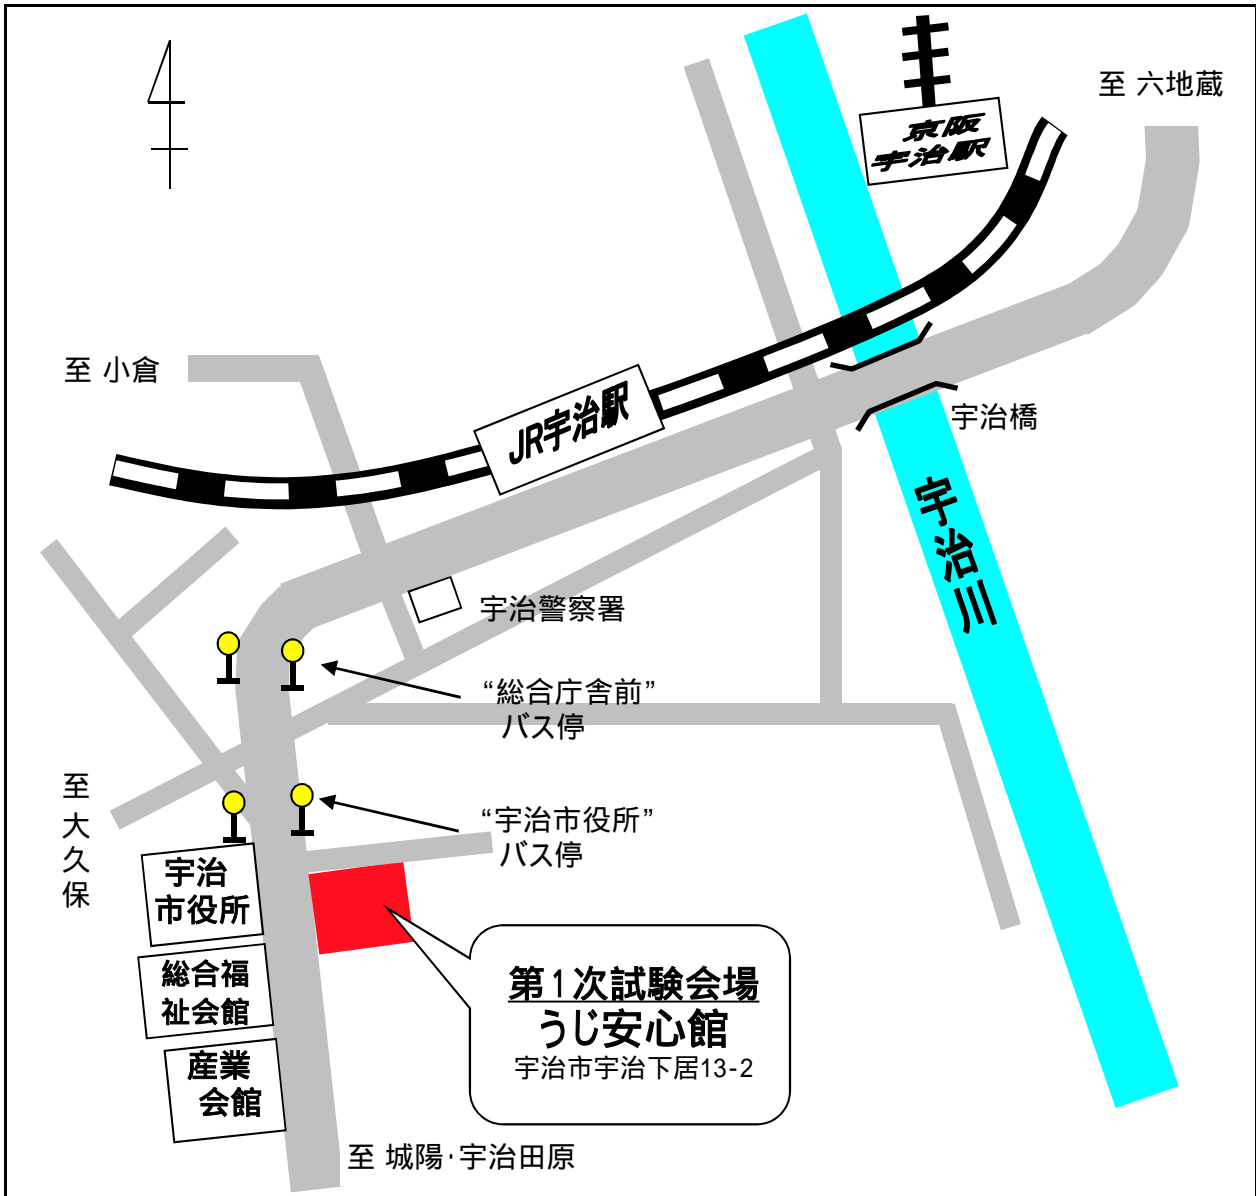 至 六地蔵
京阪
宇治駅
至 小倉
JR宇治駅
宇治橋
宇治川
宇治警察署
“総合庁舎前”
バス停
至 大久保
“宇治市役所”
バス停
宇治
市役所
総合福
祉会館
産業
会館
第1次試験会場
うじ安心館
宇治市宇治下居13-2
至 城陽・宇治田原